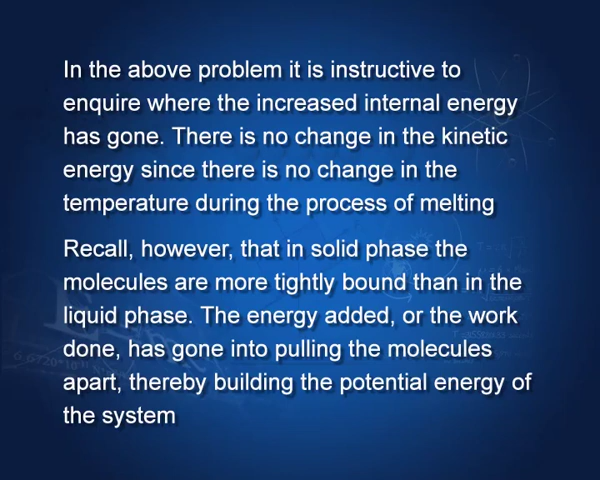 In the above problem it is instructive to
enquire where the increased internal energy
has gone. There is no change in the kinetic
energy since there is no change in the
temperature during the process of melting
Recall, however, that in solid phase the
molecules are more tightly bound than in the
liquid phase. The energy added, or the work
done, has gone into pulling the molecules
apart, thereby building the potential energy of
the system